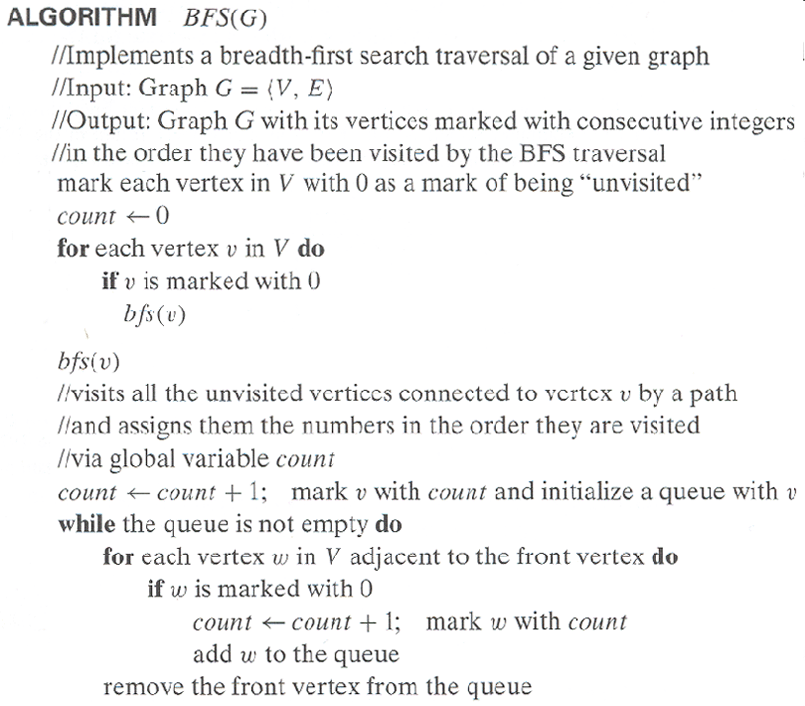 ALGORITHM BFS(G)
//Implements a breadth-first search traversal of a given graph
//Input: Graph G = ⟨V, E⟩
//Output: Graph G with its vertices marked with consecutive integers
//in the order they have been visited by the BFS traversal
mark each vertex in V with 0 as a mark of being “unvisited”
count ← 0
for each vertex v in V do
if v is marked with 0
bfs(v)
bfs(v)
//visits all the unvisited vertices connected to vertex v by a path
//and assigns them the numbers in the order they are visited
//via global variable count
count ← count + 1; mark v with count and initialize a queue with v
while the queue is not empty do
for each vertex w in V adjacent to the front vertex do
if w is marked with 0
count ← count + 1; mark w with count
add w to the queue
remove the front vertex from the queue